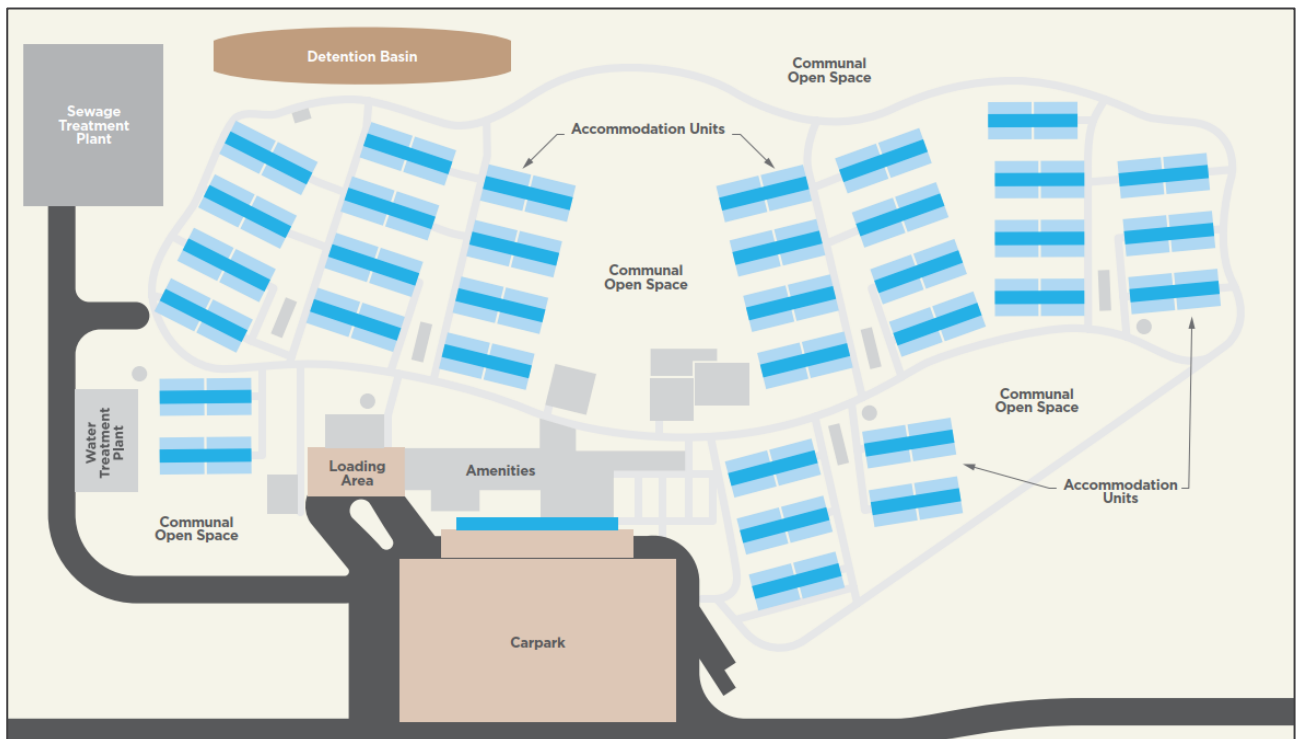 Detention Basin
Communal
Open Space
Sewage
Treatment
Plant
Accommodation Units
Communal
Open Space
Communal
Open Space
Water
Treatment
Plant
Loading
Area
Amenities
Accommodation
Units
Communal
Open Space
Carpark